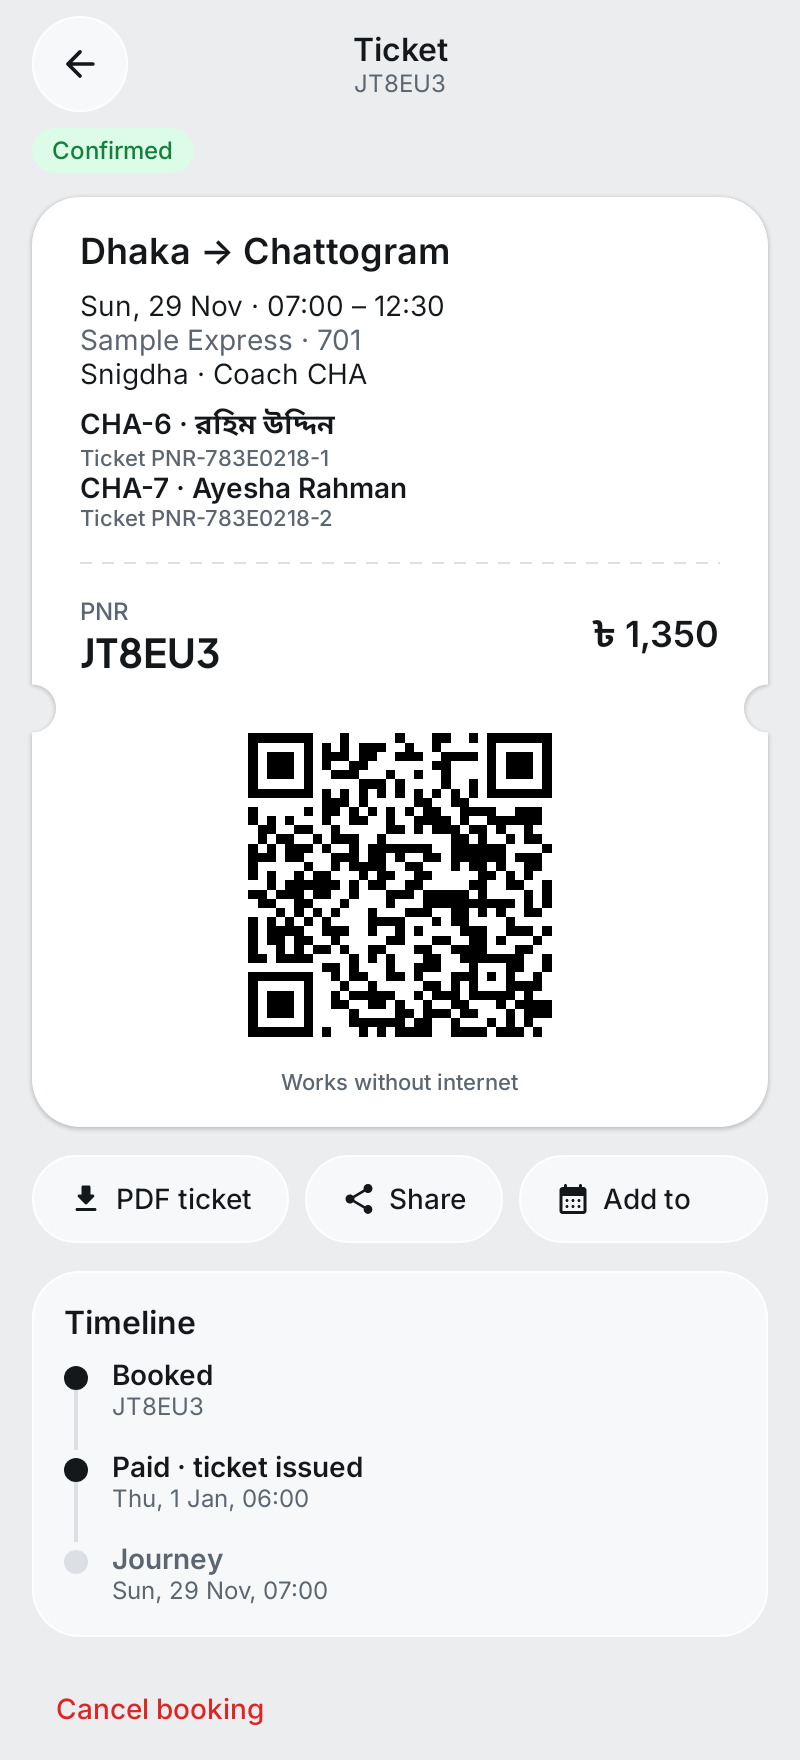 Ticket
JT8EU3
Confirmed
Dhaka → Chattogram
Sun, 29 Nov · 07:00 – 12:30
Sample Express · 701
Snigdha · Coach CHA
CHA-6 · রহিম উদ্দিন
Ticket PNR-783E0218-1
CHA-7 · Ayesha Rahman
Ticket PNR-783E0218-2
PNR
JT8EU3
৳ 1,350
Works without internet
PDF ticket
Share
Add to
Timeline
Booked
JT8EU3
Paid · ticket issued
Thu, 1 Jan, 06:00
Journey
Sun, 29 Nov, 07:00
Cancel booking